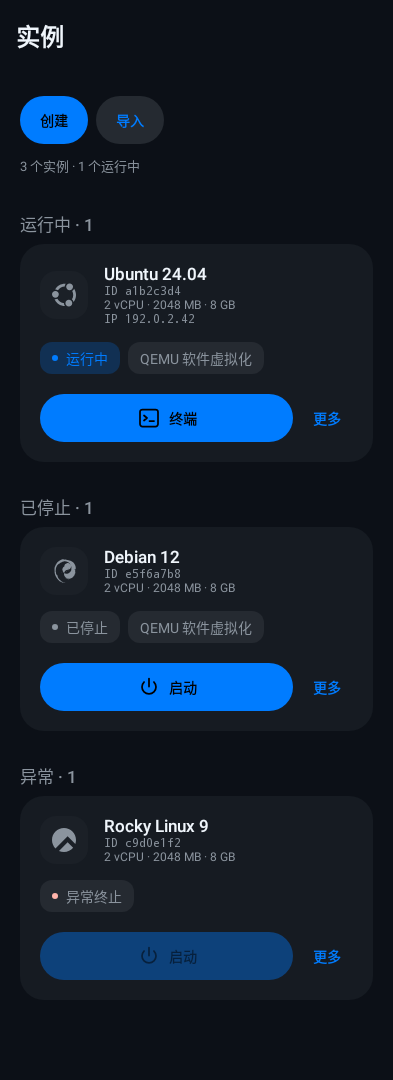 实例
创建 导入
3 个实例 · 1 个运行中
运行中 · 1
Ubuntu 24.04
ID a1b2c3d4
2 vCPU · 2048 MB · 8 GB
IP 192.0.2.42
运行中 QEMU 软件虚拟化
终端 更多
已停止 · 1
Debian 12
ID e5f6a7b8
2 vCPU · 2048 MB · 8 GB
已停止 QEMU 软件虚拟化
启动 更多
异常 · 1
Rocky Linux 9
ID c9d0e1f2
2 vCPU · 2048 MB · 8 GB
异常终止
启动 更多